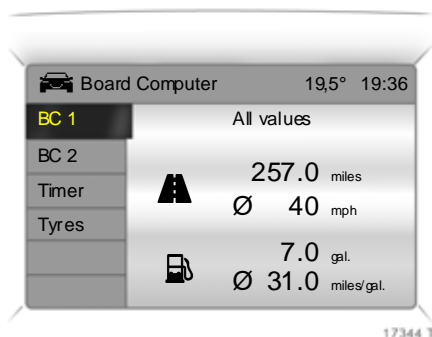 Board Computer 19,5° 19:36
BC 1
All values
BC 2
Timer
Tyres
257.0 miles
Ø 40 mph
7.0 gal.
Ø 31.0 miles/gal.
17344 T